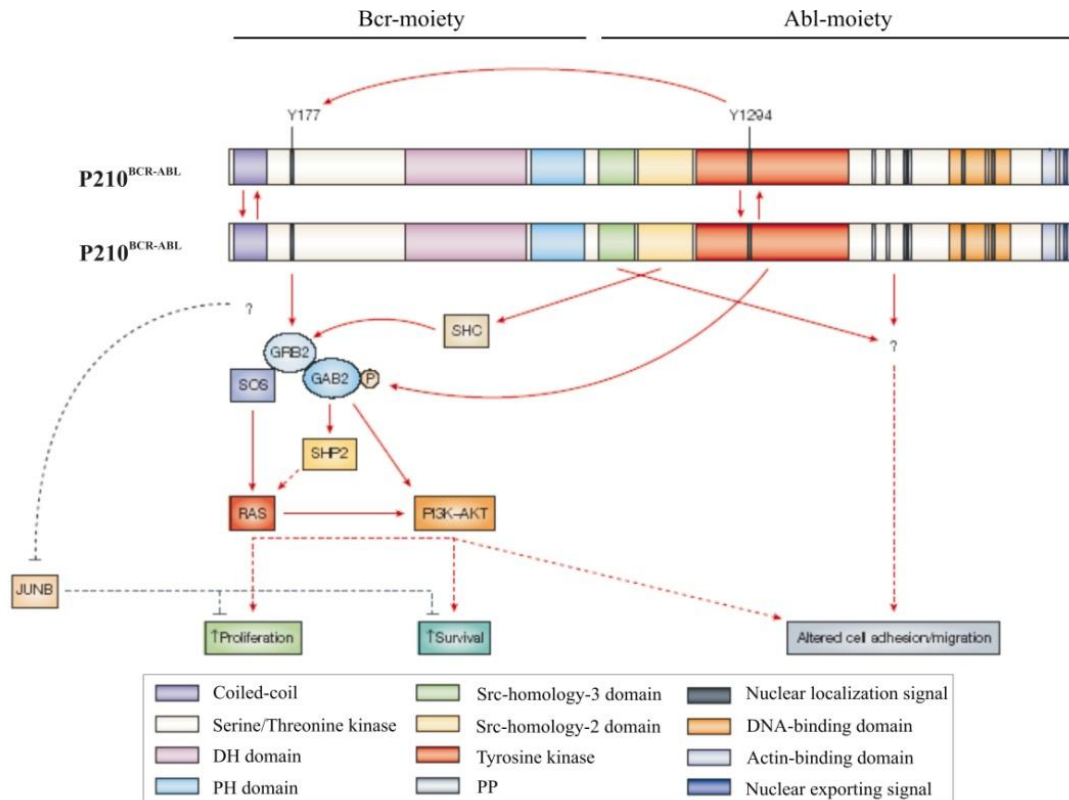 Bcr-moiety Abl-moiety
Y177 Y1294
P210BCR-ABL
P210BCR-ABL
?
SHC
GRB2
?
SOS GAB2 P
SHP2
RAS PI3K–AKT
JUNB
↑Proliferation ↑Survival Altered cell adhesion/migration
Coiled-coil Src-homology-3 domain Nuclear localization signal
Serine/Threonine kinase Src-homology-2 domain DNA-binding domain
DH domain Tyrosine kinase Actin-binding domain
PH domain PP Nuclear exporting signal